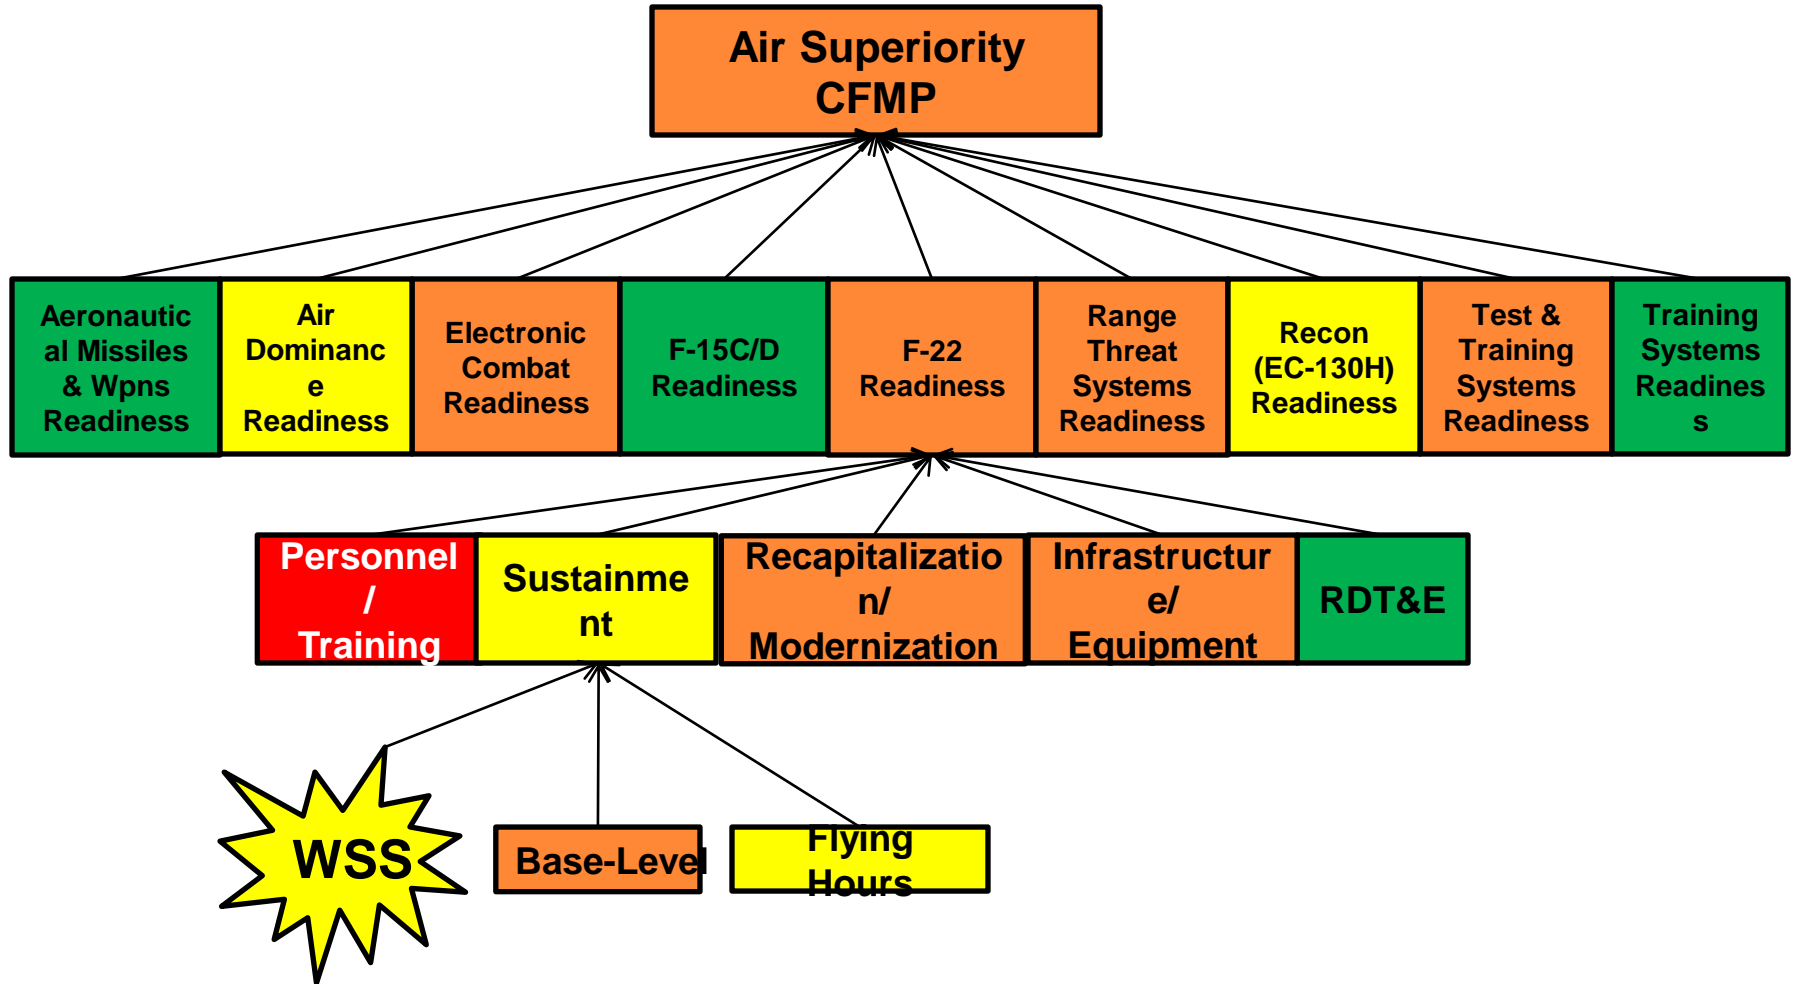 Air Superiority
CFMP
Aeronautic
al Missiles
& Wpns
Readiness
Air
Dominanc
e
Readiness
Electronic
Combat
Readiness
F-15C/D
Readiness
F-22
Readiness
Range
Threat
Systems
Readiness
Recon
(EC-130H)
Readiness
Test &
Training
Systems
Readiness
Training
Systems
Readines
s
Personnel
/
Training
Sustainme
nt
Recapitalizatio
n/
Modernization
Infrastructur
e/
Equipment
RDT&E
WSS
Base-Level
Flying
Hours